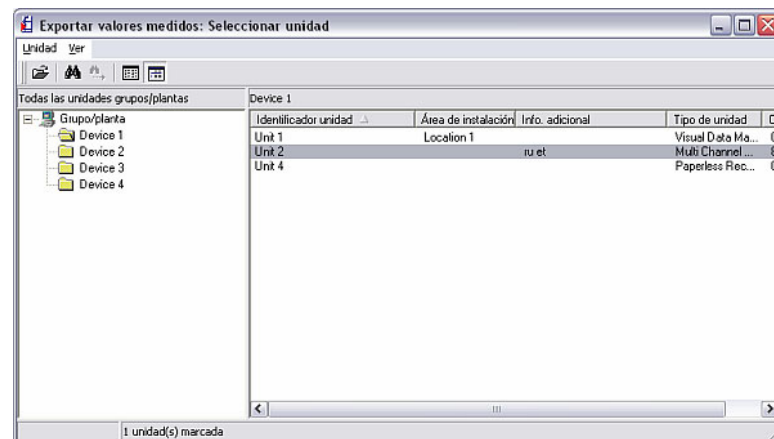 Exportar valores medidos: Seleccionar unidad
Unidad Ver
Todas las unidades grupos/plantas
Device 1
Grupo/planta
Device 1
Device 2
Device 3
Device 4
Identificador unidad Área de instalación Info. adicional Tipo de unidad
Unit 1 Location 1 Visual Data Ma...
Unit 2 ru et Multi Channel ...
Unit 4 Paperless Rec...
1 unidad(s) marcada